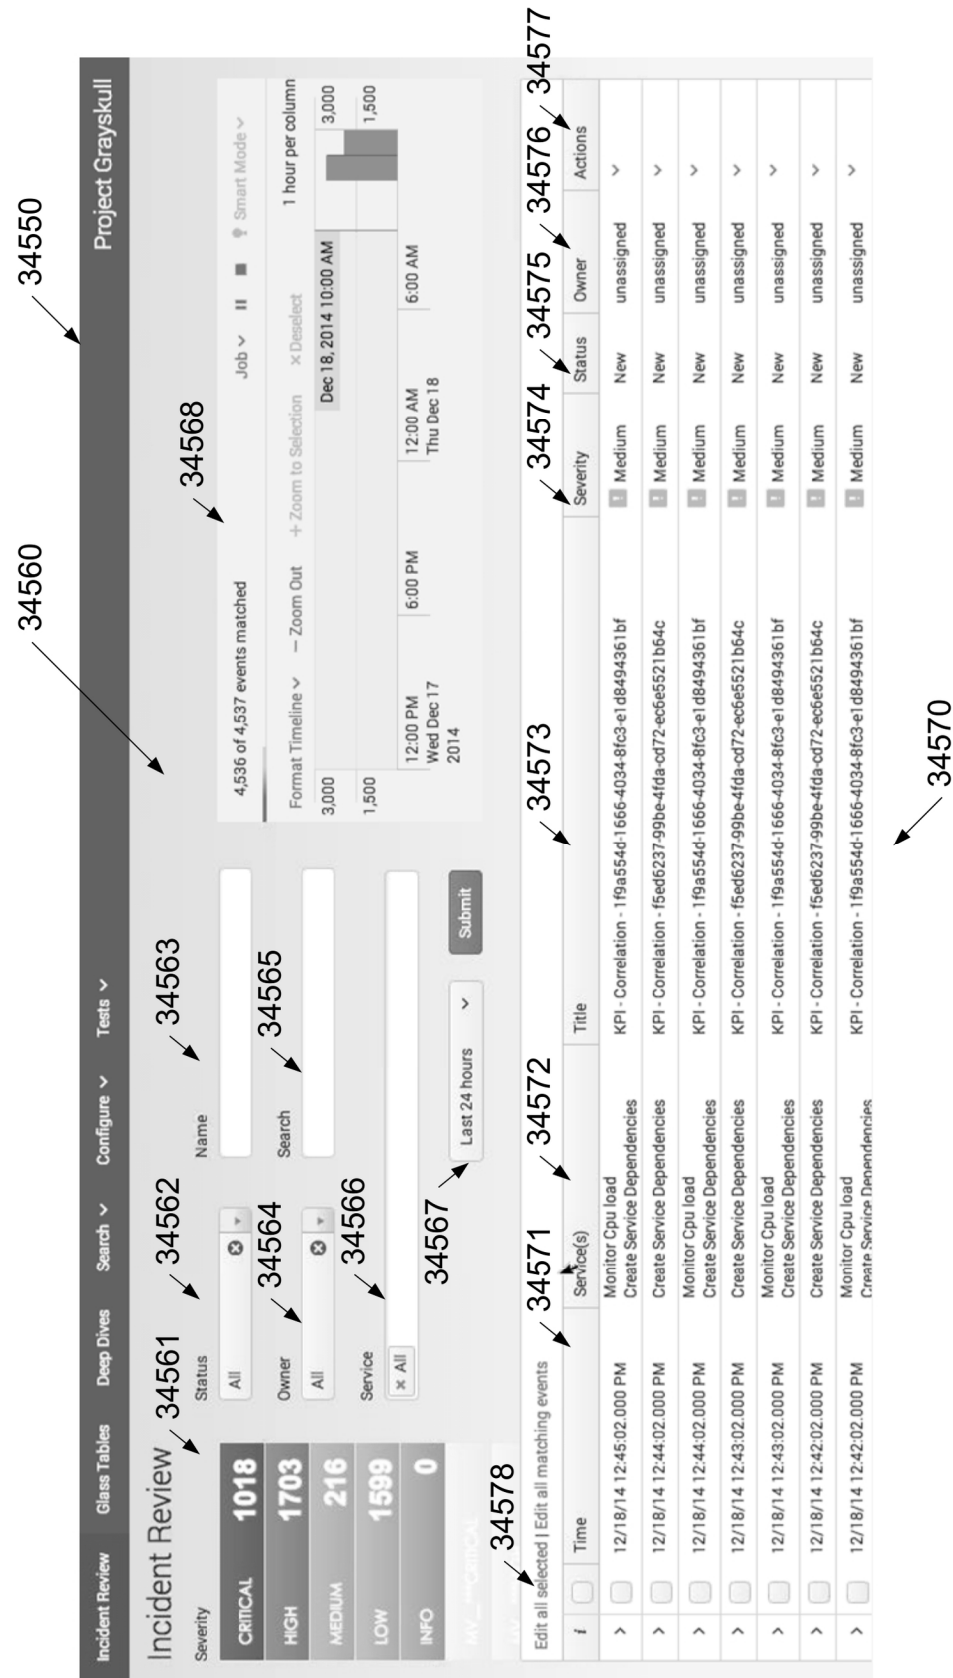 34550
34560
Incident Review Glass Tables Deep Dives Search Configure Tests Project Grayskull
Incident Review
34561
34562
34563
34568
Severity
Status
Name
CRITICAL 1018
HIGH 1703
MEDIUM 216
LOW 1599
INFO 0
All
34564
34565
Owner
Search
All
34566
Service
× All
34567
Last 24 hours
Submit
4,536 of 4,537 events matched
Job
Smart Mode
Format Timeline
— Zoom Out
+ Zoom to Selection
× Deselect
1 hour per column
3,000
Dec 18, 2014 10:00 AM
3,000
1,500
1,500
12:00 PM
Wed Dec 17
2014
6:00 PM
12:00 AM
Thu Dec 18
6:00 AM
34578
34571
34572
34573
34574
34575
34576
34577
Edit all selected | Edit all matching events
i Time Service(s) Title Severity Status Owner Actions
> 12/18/14 12:45:02.000 PM Monitor Cpu load KPI - Correlation - 1f9a554d-1666-4034-8fc3-e1d8494361bf Medium New unassigned
Create Service Dependencies
> 12/18/14 12:44:02.000 PM Create Service Dependencies KPI - Correlation - f5ed6237-99be-4fda-cd72-ec6e5521b64c Medium New unassigned
> 12/18/14 12:44:02.000 PM Monitor Cpu load KPI - Correlation - 1f9a554d-1666-4034-8fc3-e1d8494361bf Medium New unassigned
Create Service Dependencies
> 12/18/14 12:43:02.000 PM Create Service Dependencies KPI - Correlation - f5ed6237-99be-4fda-cd72-ec6e5521b64c Medium New unassigned
> 12/18/14 12:43:02.000 PM Monitor Cpu load KPI - Correlation - 1f9a554d-1666-4034-8fc3-e1d8494361bf Medium New unassigned
Create Service Dependencies
> 12/18/14 12:42:02.000 PM Create Service Dependencies KPI - Correlation - f5ed6237-99be-4fda-cd72-ec6e5521b64c Medium New unassigned
> 12/18/14 12:42:02.000 PM Monitor Cpu load KPI - Correlation - 1f9a554d-1666-4034-8fc3-e1d8494361bf Medium New unassigned
Create Service Dependencies
34570